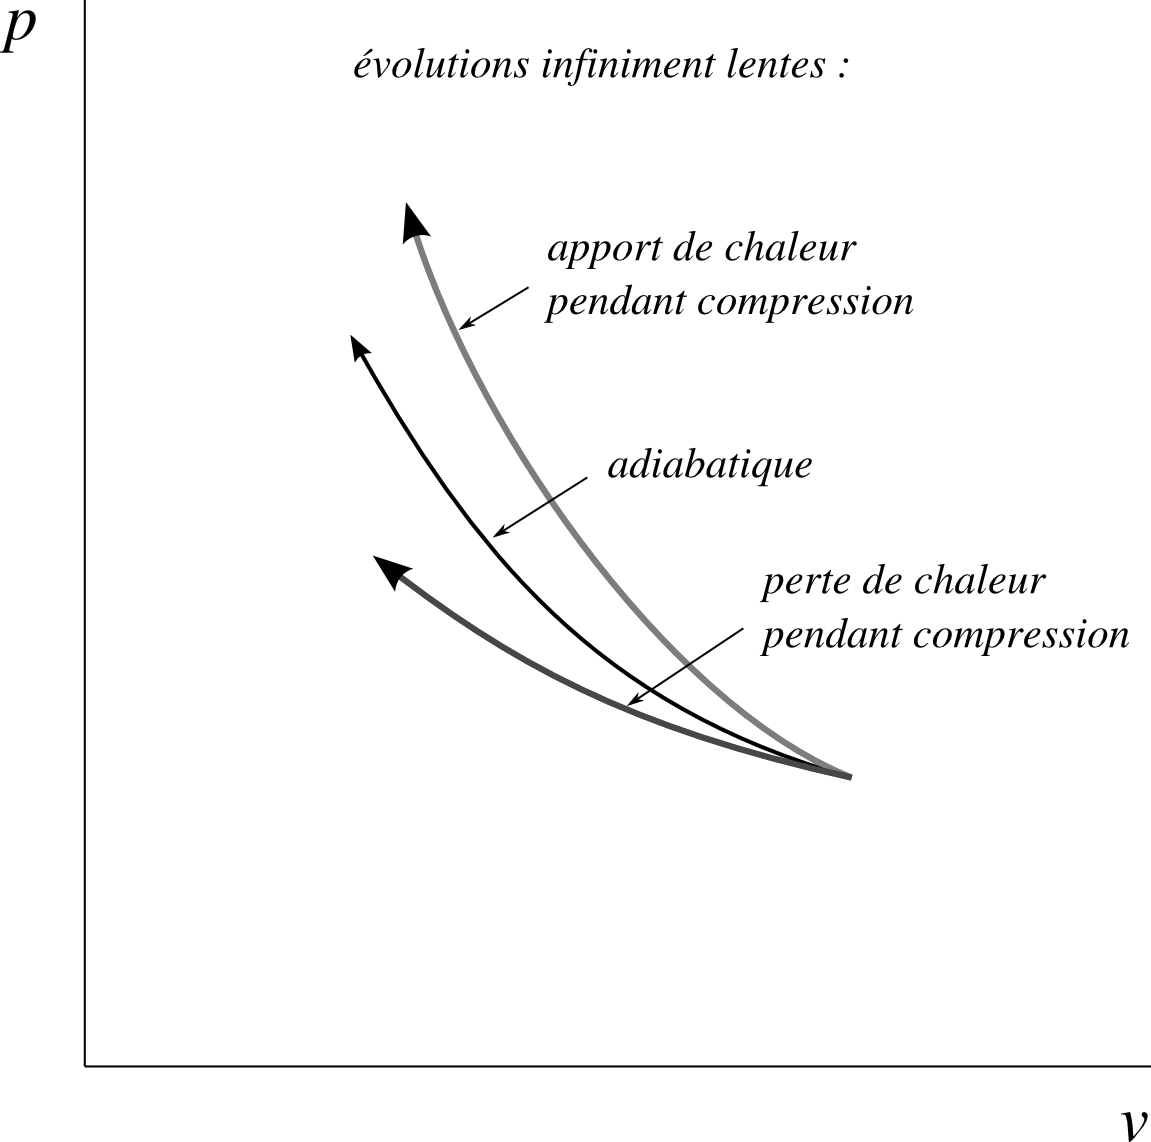 p
évolutions infiniment lentes :
apport de chaleur
pendant compression
adiabatique
perte de chaleur
pendant compression
v